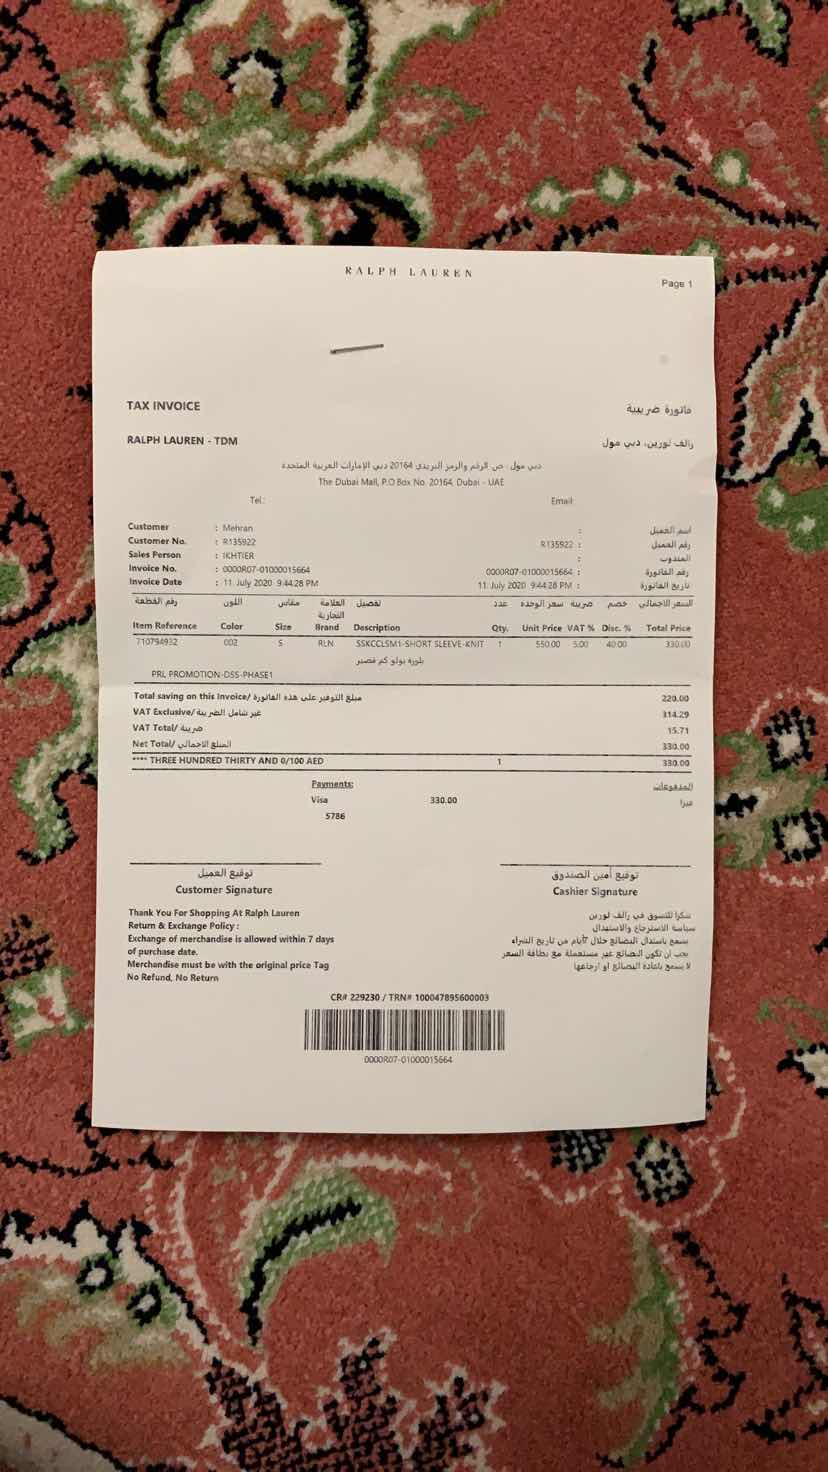 RALPH LAUREN
Page 1
TAX INVOICE فاتورة ضريبية
RALPH LAUREN - TDM رالف لورين، دبي مول
دبي مول ، ص. الرقم والرمز البريدي 20164 دبي الإمارات العربية المتحدة
The Dubai Mall, P.O Box No. 20164, Dubai - UAE
Tel.: Email:
Customer : Mehran : اسم العميل
Customer No. : R135922 R135922 : رقم العميل
Sales Person : IKHTIER : المندوب
Invoice No. : 0000R07-01000015664 0000R07-01000015664 : رقم الفاتورة
Invoice Date : 11. July 2020 9:44:28 PM 11. July 2020 9:44:28 PM : تاريخ الفاتورة
رقم القطعة اللون مقاس العلامة التجارية تفصيل عدد سعر الوحده ضريبة خصم السعر الاجمالي
Item Reference Color Size Brand Description Qty. Unit Price VAT % Disc. % Total Price
710794932 002 S RLN SSKCCLSM1-SHORT SLEEVE-KNIT 1 550.00 5.00 40.00 330.00
بلوزه بولو كم قصير
PRL PROMOTION-DSS-PHASE1
Total saving on this Invoice/ مبلغ التوفير على هذه الفاتورة 220.00
VAT Exclusive/ غير شامل الضريبة 314.29
VAT Total/ ضريبة 15.71
Net Total/ المبلغ الاجمالي 330.00
**** THREE HUNDRED THIRTY AND 0/100 AED 1 330.00
Payments: المدفوعات
Visa 330.00 فيزا
5786
توقيع العميل توقيع أمين الصندوق
Customer Signature Cashier Signature
Thank You For Shopping At Ralph Lauren شكرا للتسوق في رالف لورين
Return & Exchange Policy : سياسة الاسترجاع والاستبدال
Exchange of merchandise is allowed within 7 days يسمح باستدال البضائع خلال 7أيام من تاريخ الشراء
of purchase date. يجب ان تكون البضائع غير مستعملة مع بطاقة السعر
Merchandise must be with the original price Tag لا يسمح باعادة البضائع او ارجاعها
No Refund, No Return
CR# 229230 / TRN# 100047895600003
0000R07-01000015664